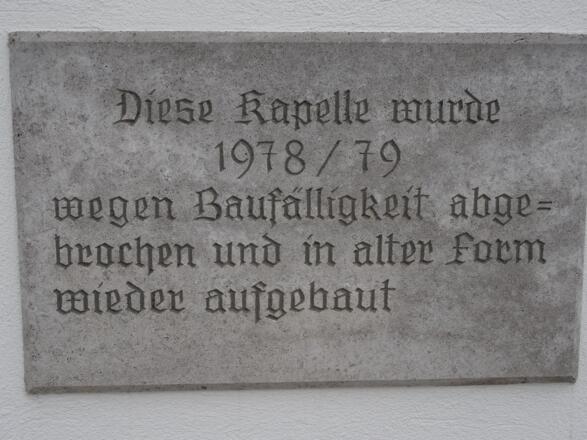 Diese Kapelle wurde
1978/79
wegen Baufälligkeit abge=
brochen und in alter Form
wieder aufgebaut